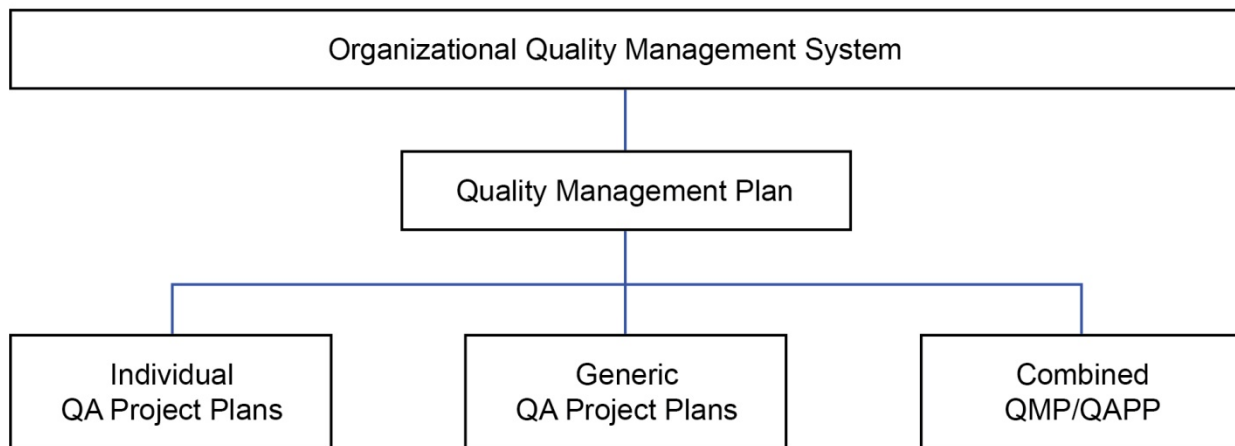 Organizational Quality Management System
Quality Management Plan
Individual
QA Project Plans
Generic
QA Project Plans
Combined
QMP/QAPP